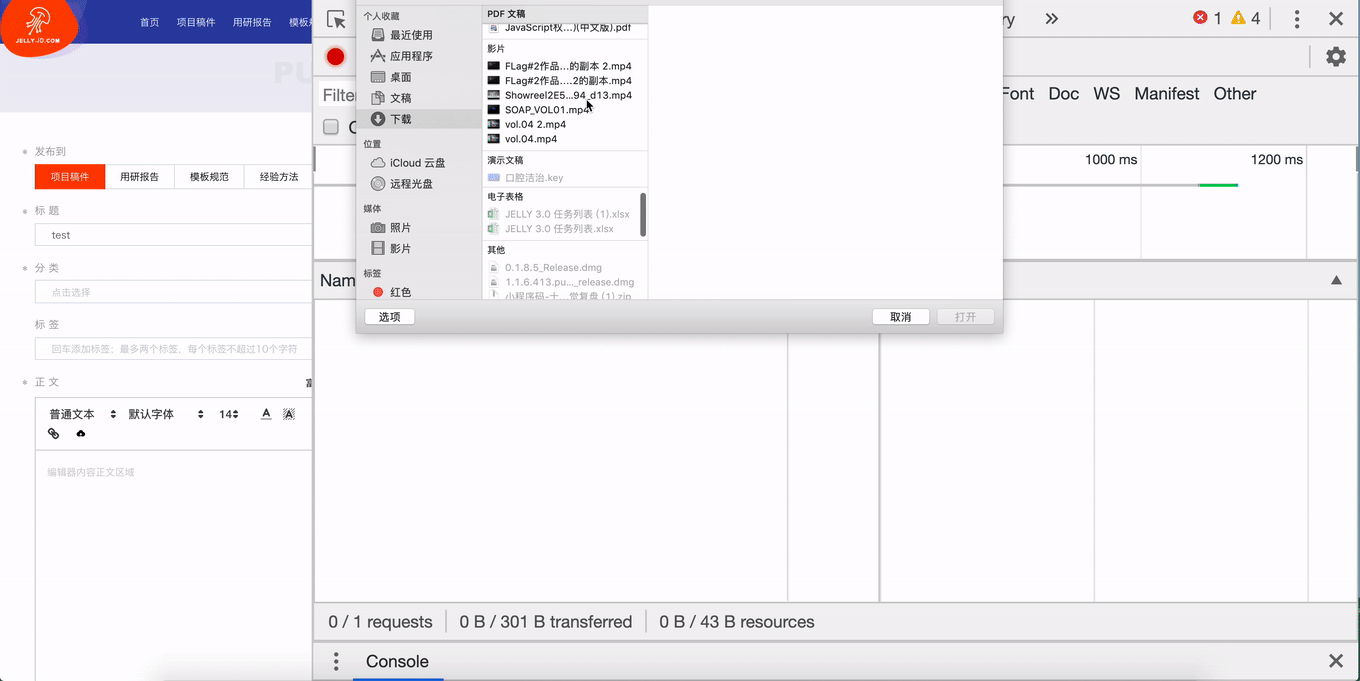 JELLY.JD.COM
首页 项目稿件 用研报告 模板
PU
* 发布到
项目稿件 用研报告 模板规范 经验方法
* 标 题
test
* 分 类
点击选择
标 签
回车添加标签；最多两个标签，每个标签不超过10个字符
* 正 文
普通文本 默认字体 14 A A
编辑器内容正文区域
个人收藏
最近使用
应用程序
桌面
文稿
下载
位置
iCloud 云盘
远程光盘
媒体
照片
影片
标签
红色
PDF 文稿
JavaScript权...)(中文版).pdf
影片
FLag#2作品...的副本 2.mp4
FLag#2作品....2的副本.mp4
Showreel2E5...94_d13.mp4
SOAP_VOL01.mp4
vol.04 2.mp4
vol.04.mp4
演示文稿
口腔洁治.key
电子表格
JELLY 3.0 任务列表 (1).xlsx
JELLY 3.0 任务列表.xlsx
其他
0.1.8.5_Release.dmg
1.1.6.413.pu..._release.dmg
小程序码-十...觉复盘 (1).zip
选项 取消 打开
ry » 1 4
Filter
Font Doc WS Manifest Other
1000 ms 1200 ms
Nam
0 / 1 requests 0 B / 301 B transferred 0 B / 43 B resources
Console